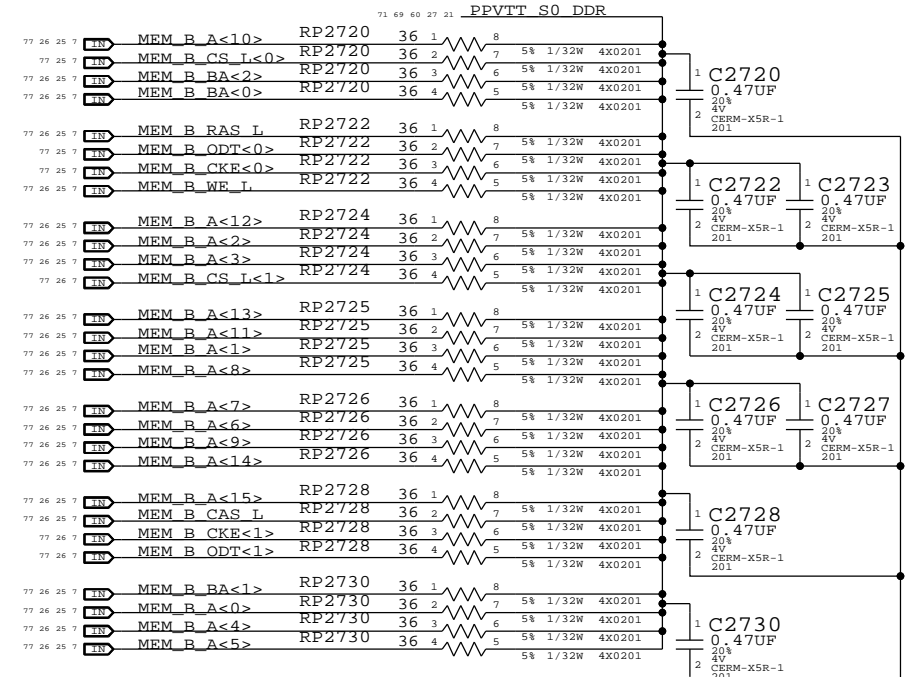 71 69 60 27 21 PPVTT_S0_DDR
77 26 25 7 IN MEM_B_A<10> RP2720 36 1 8 5% 1/32W 4X0201
77 25 7 IN MEM_B_CS_L<0> RP2720 36 2 7 5% 1/32W 4X0201
77 26 25 7 IN MEM_B_BA<2> RP2720 36 3 6 5% 1/32W 4X0201
77 26 25 7 IN MEM_B_BA<0> RP2720 36 4 5 5% 1/32W 4X0201
1 C2720
0.47UF
20%
4V
2 CERM-X5R-1
201
77 26 25 7 IN MEM_B_RAS_L RP2722 36 1 8 5% 1/32W 4X0201
77 25 7 IN MEM_B_ODT<0> RP2722 36 2 7 5% 1/32W 4X0201
77 25 7 IN MEM_B_CKE<0> RP2722 36 3 6 5% 1/32W 4X0201
77 26 25 7 IN MEM_B_WE_L RP2722 36 4 5 5% 1/32W 4X0201
1 C2722 1 C2723
0.47UF 0.47UF
20% 20%
4V 4V
2 CERM-X5R-1 2 CERM-X5R-1
201 201
77 26 25 7 IN MEM_B_A<12> RP2724 36 1 8 5% 1/32W 4X0201
77 26 25 7 IN MEM_B_A<2> RP2724 36 2 7 5% 1/32W 4X0201
77 26 25 7 IN MEM_B_A<3> RP2724 36 3 6 5% 1/32W 4X0201
77 26 7 IN MEM_B_CS_L<1> RP2724 36 4 5 5% 1/32W 4X0201
1 C2724 1 C2725
0.47UF 0.47UF
20% 20%
4V 4V
2 CERM-X5R-1 2 CERM-X5R-1
201 201
77 26 25 7 IN MEM_B_A<13> RP2725 36 1 8 5% 1/32W 4X0201
77 26 25 7 IN MEM_B_A<11> RP2725 36 2 7 5% 1/32W 4X0201
77 26 25 7 IN MEM_B_A<1> RP2725 36 3 6 5% 1/32W 4X0201
77 26 25 7 IN MEM_B_A<8> RP2725 36 4 5 5% 1/32W 4X0201
1 C2726 1 C2727
0.47UF 0.47UF
20% 20%
4V 4V
2 CERM-X5R-1 2 CERM-X5R-1
201 201
77 26 25 7 IN MEM_B_A<7> RP2726 36 1 8 5% 1/32W 4X0201
77 26 25 7 IN MEM_B_A<6> RP2726 36 2 7 5% 1/32W 4X0201
77 26 25 7 IN MEM_B_A<9> RP2726 36 3 6 5% 1/32W 4X0201
77 26 25 7 IN MEM_B_A<14> RP2726 36 4 5 5% 1/32W 4X0201
77 26 25 7 IN MEM_B_A<15> RP2728 36 1 8 5% 1/32W 4X0201
77 26 25 7 IN MEM_B_CAS_L RP2728 36 2 7 5% 1/32W 4X0201
77 26 7 IN MEM_B_CKE<1> RP2728 36 3 6 5% 1/32W 4X0201
77 26 7 IN MEM_B_ODT<1> RP2728 36 4 5 5% 1/32W 4X0201
1 C2728
0.47UF
20%
4V
2 CERM-X5R-1
201
77 26 25 7 IN MEM_B_BA<1> RP2730 36 1 8 5% 1/32W 4X0201
77 26 25 7 IN MEM_B_A<0> RP2730 36 2 7 5% 1/32W 4X0201
77 26 25 7 IN MEM_B_A<4> RP2730 36 3 6 5% 1/32W 4X0201
77 26 25 7 IN MEM_B_A<5> RP2730 36 4 5 5% 1/32W 4X0201
1 C2730
0.47UF
20%
4V
2 CERM-X5R-1
201